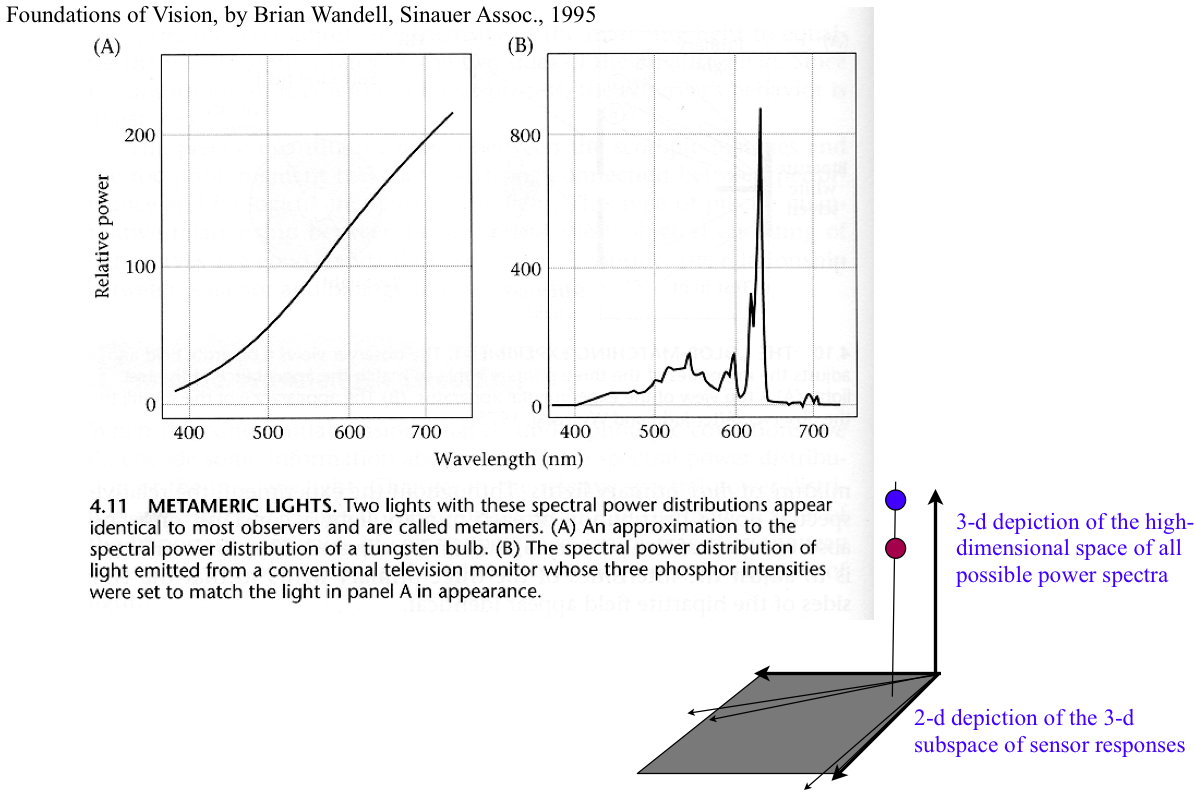 Foundations of Vision, by Brian Wandell, Sinauer Assoc., 1995
(A)
(B)
200
100
0
Relative power
400 500 600 700
800
400
0
400 500 600 700
Wavelength (nm)
4.11 METAMERIC LIGHTS. Two lights with these spectral power distributions appear
identical to most observers and are called metamers. (A) An approximation to the
spectral power distribution of a tungsten bulb. (B) The spectral power distribution of
light emitted from a conventional television monitor whose three phosphor intensities
were set to match the light in panel A in appearance.
3-d depiction of the high-
dimensional space of all
possible power spectra
2-d depiction of the 3-d
subspace of sensor responses